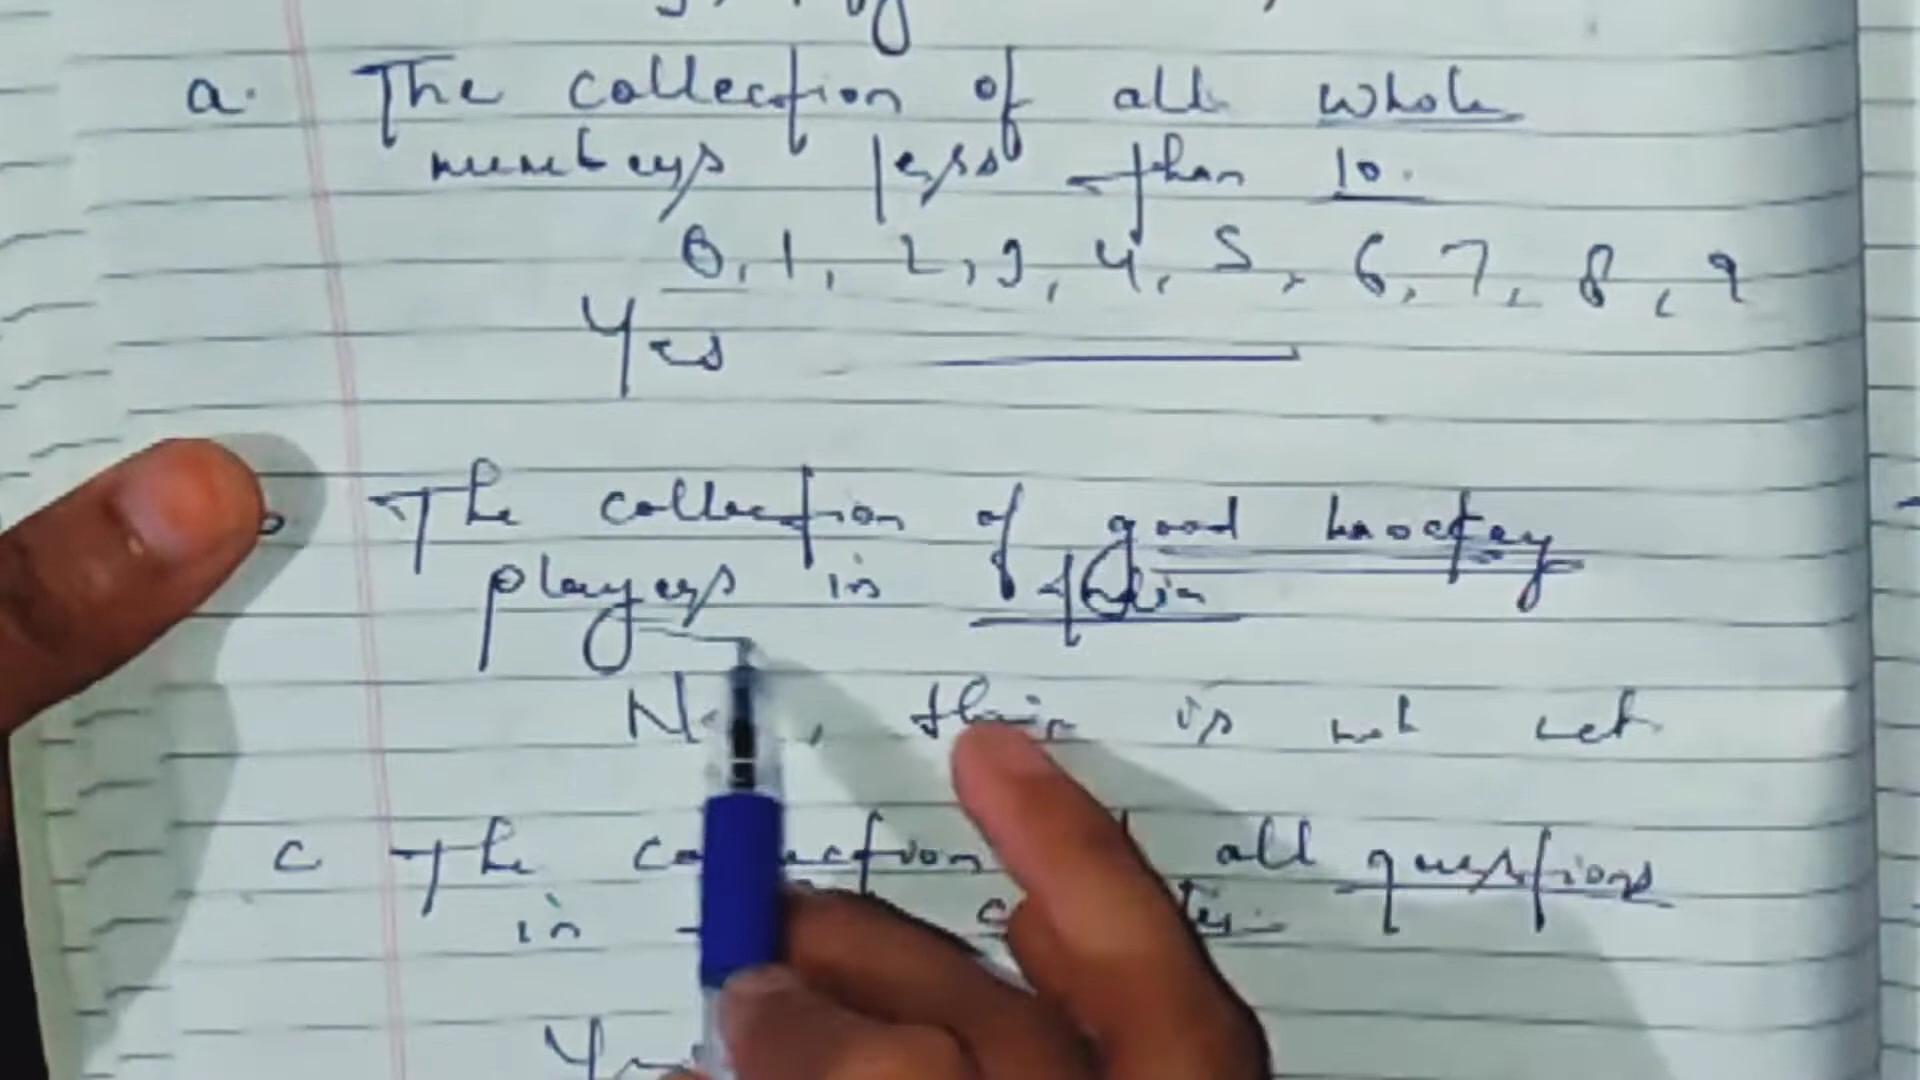 a. The collection of all whole
numbers less than 10.
0, 1, 2, 3, 4, 5, 6, 7, 8, 9
Yes
b The collection of good hockey
players in India
No, this is not set
c The collection all questions
in